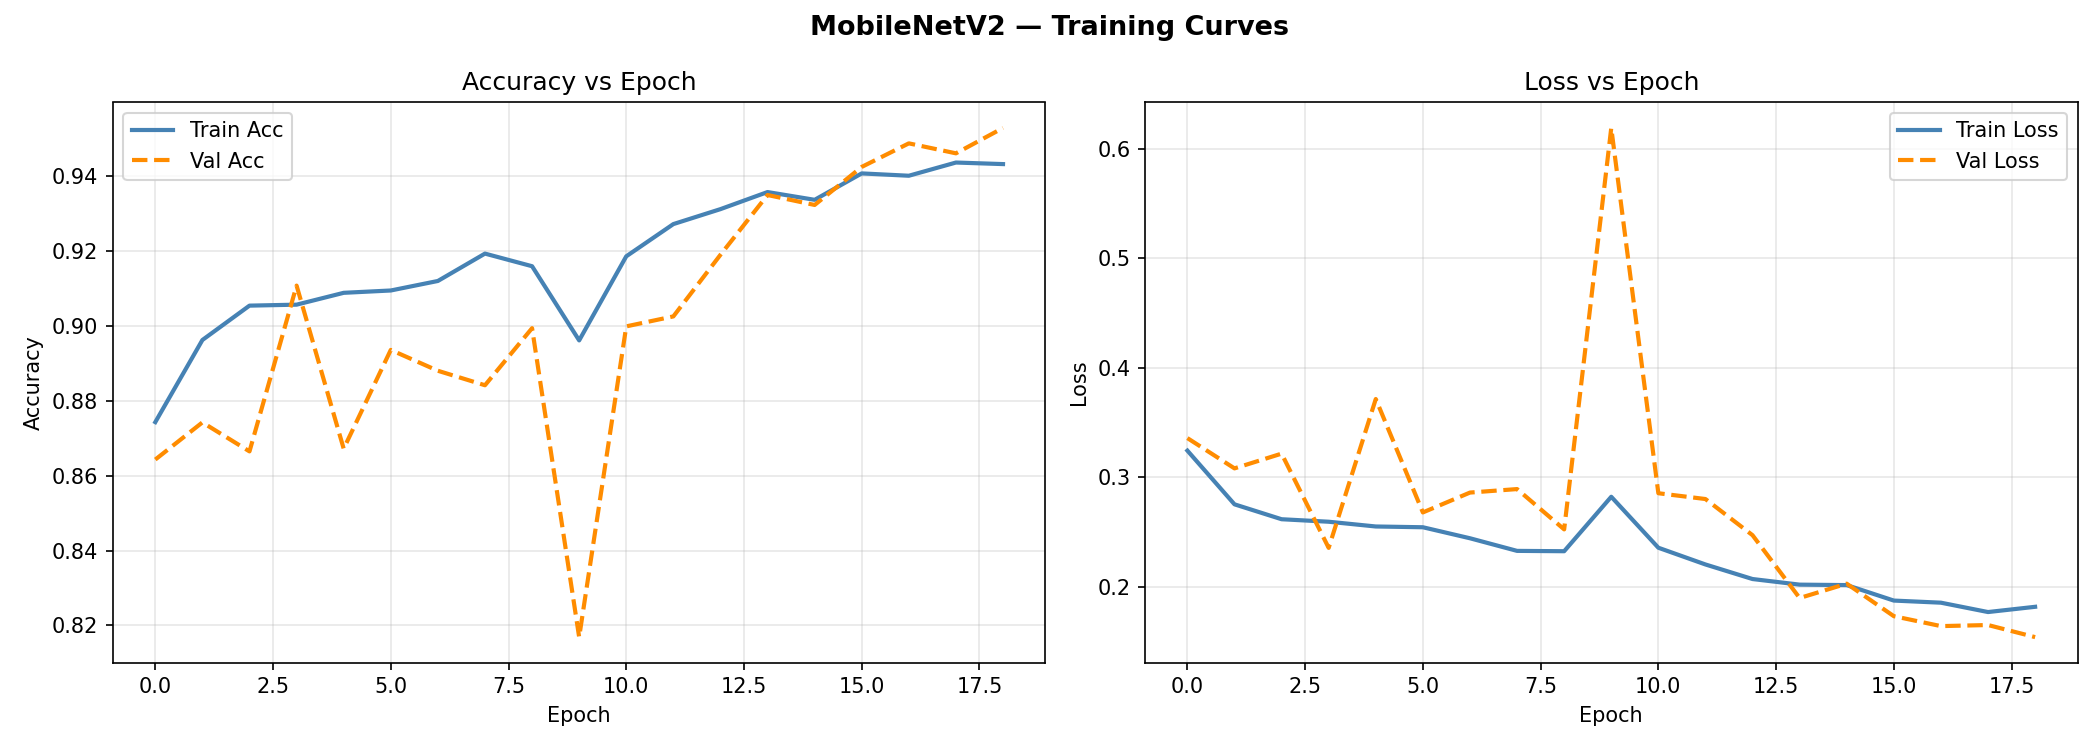 MobileNetV2 — Training Curves
Accuracy vs Epoch
Train Acc
Val Acc
Accuracy
0.94
0.92
0.90
0.88
0.86
0.84
0.82
0.0 2.5 5.0 7.5 10.0 12.5 15.0 17.5
Epoch
Loss vs Epoch
Train Loss
Val Loss
Loss
0.6
0.5
0.4
0.3
0.2
0.0 2.5 5.0 7.5 10.0 12.5 15.0 17.5
Epoch